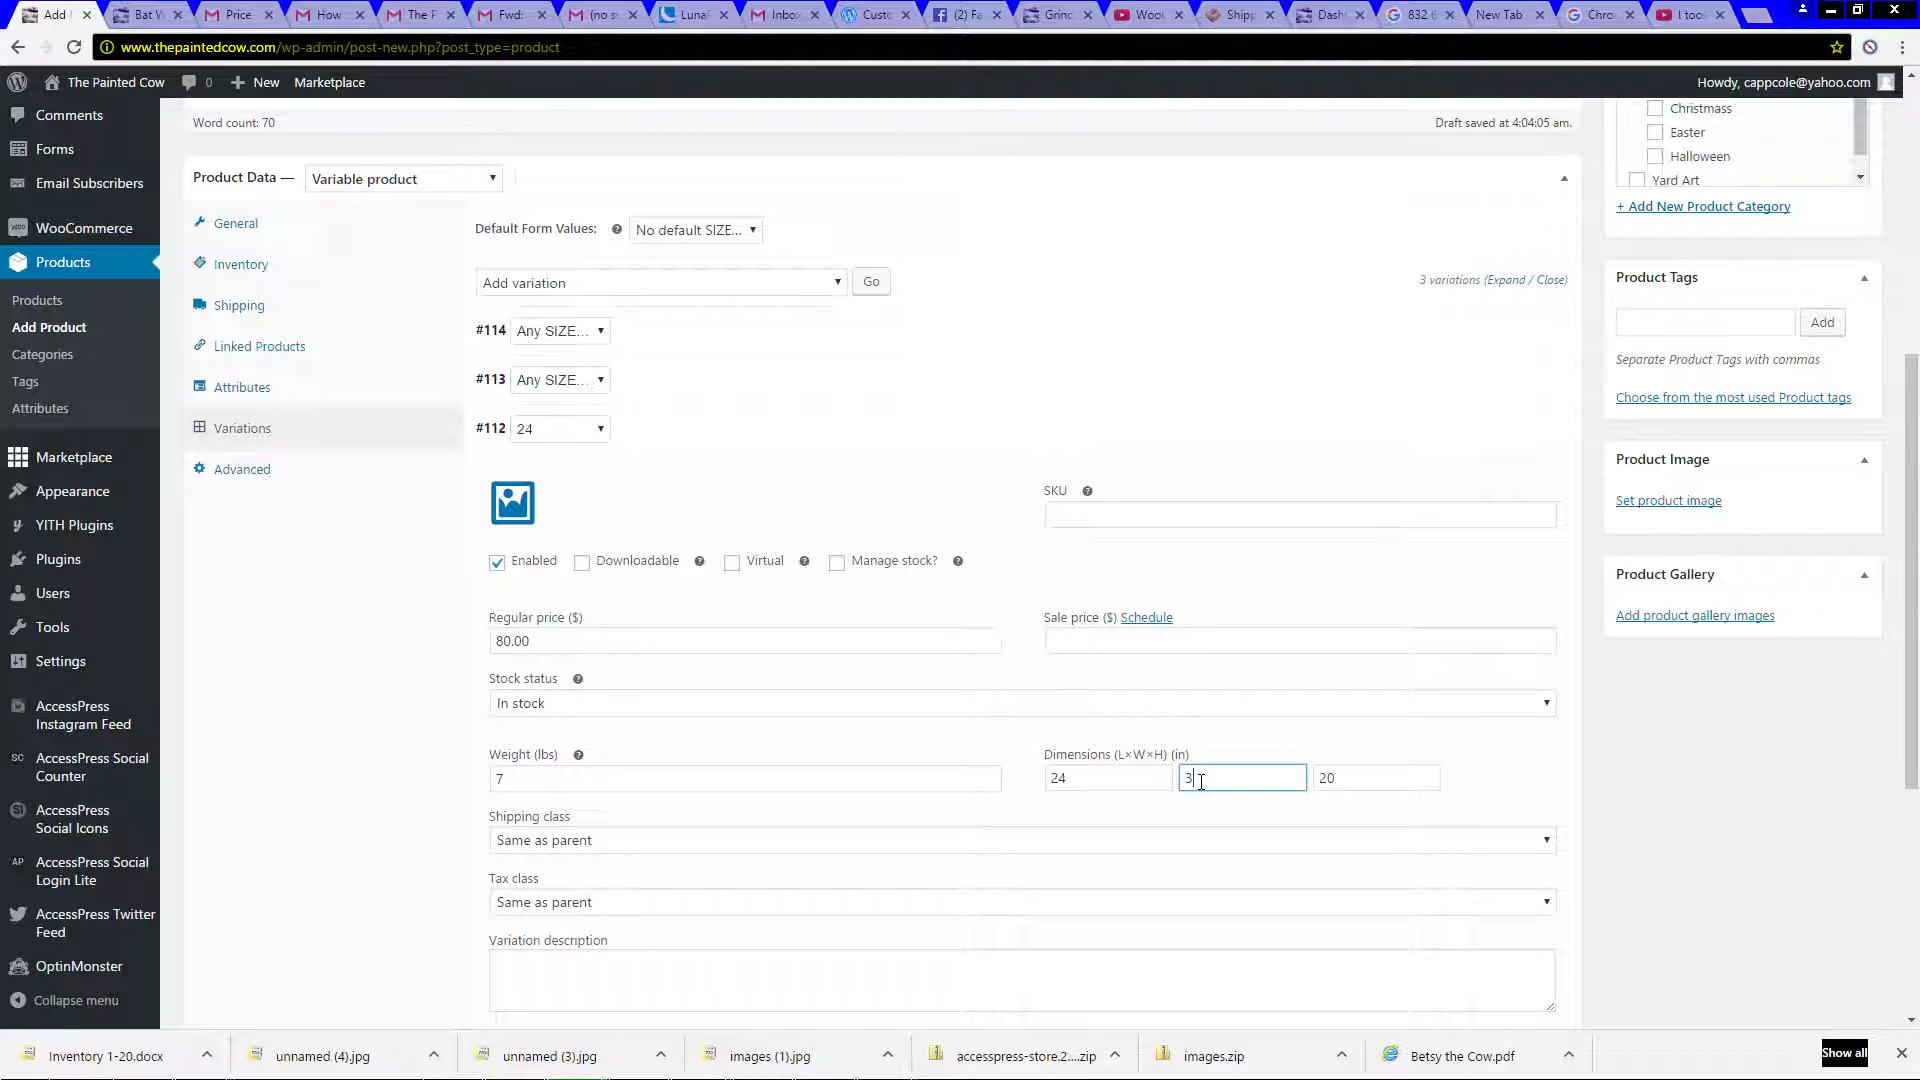 Add
Bat W
Price
How
The F
Fwd:
(no s
Luna
Inbox
Custo
(2) Fa
Grinc
Woo
Shipp
Dash
832 6
New Tab
Chro
I too
www.thepaintedcow.com/wp-admin/post-new.php?post_type=product
The Painted Cow
0
New
Marketplace
Howdy, cappcole@yahoo.com
Comments
Forms
Email Subscribers
WooCommerce
Products
Products
Add Product
Categories
Tags
Attributes
Marketplace
Appearance
YITH Plugins
Plugins
Users
Tools
Settings
AccessPress
Instagram Feed
AccessPress Social
Counter
AccessPress
Social Icons
AccessPress Social
Login Lite
AccessPress Twitter
Feed
OptinMonster
Collapse menu
Word count: 70
Draft saved at 4:04:05 am.
Product Data — Variable product
General
Inventory
Shipping
Linked Products
Attributes
Variations
Advanced
Default Form Values: No default SIZE...
Add variation
Go
3 variations (Expand / Close)
#114 Any SIZE...
#113 Any SIZE...
#112 24
SKU
Enabled
Downloadable
Virtual
Manage stock?
Regular price ($)
80.00
Sale price ($) Schedule
Stock status
In stock
Weight (lbs)
7
Dimensions (L×W×H) (in)
24
3
20
Shipping class
Same as parent
Tax class
Same as parent
Variation description
Christmass
Easter
Halloween
Yard Art
+ Add New Product Category
Product Tags
Add
Separate Product Tags with commas
Choose from the most used Product tags
Product Image
Set product image
Product Gallery
Add product gallery images
Inventory 1-20.docx
unnamed (4).jpg
unnamed (3).jpg
images (1).jpg
accesspress-store.2....zip
images.zip
Betsy the Cow.pdf
Show all